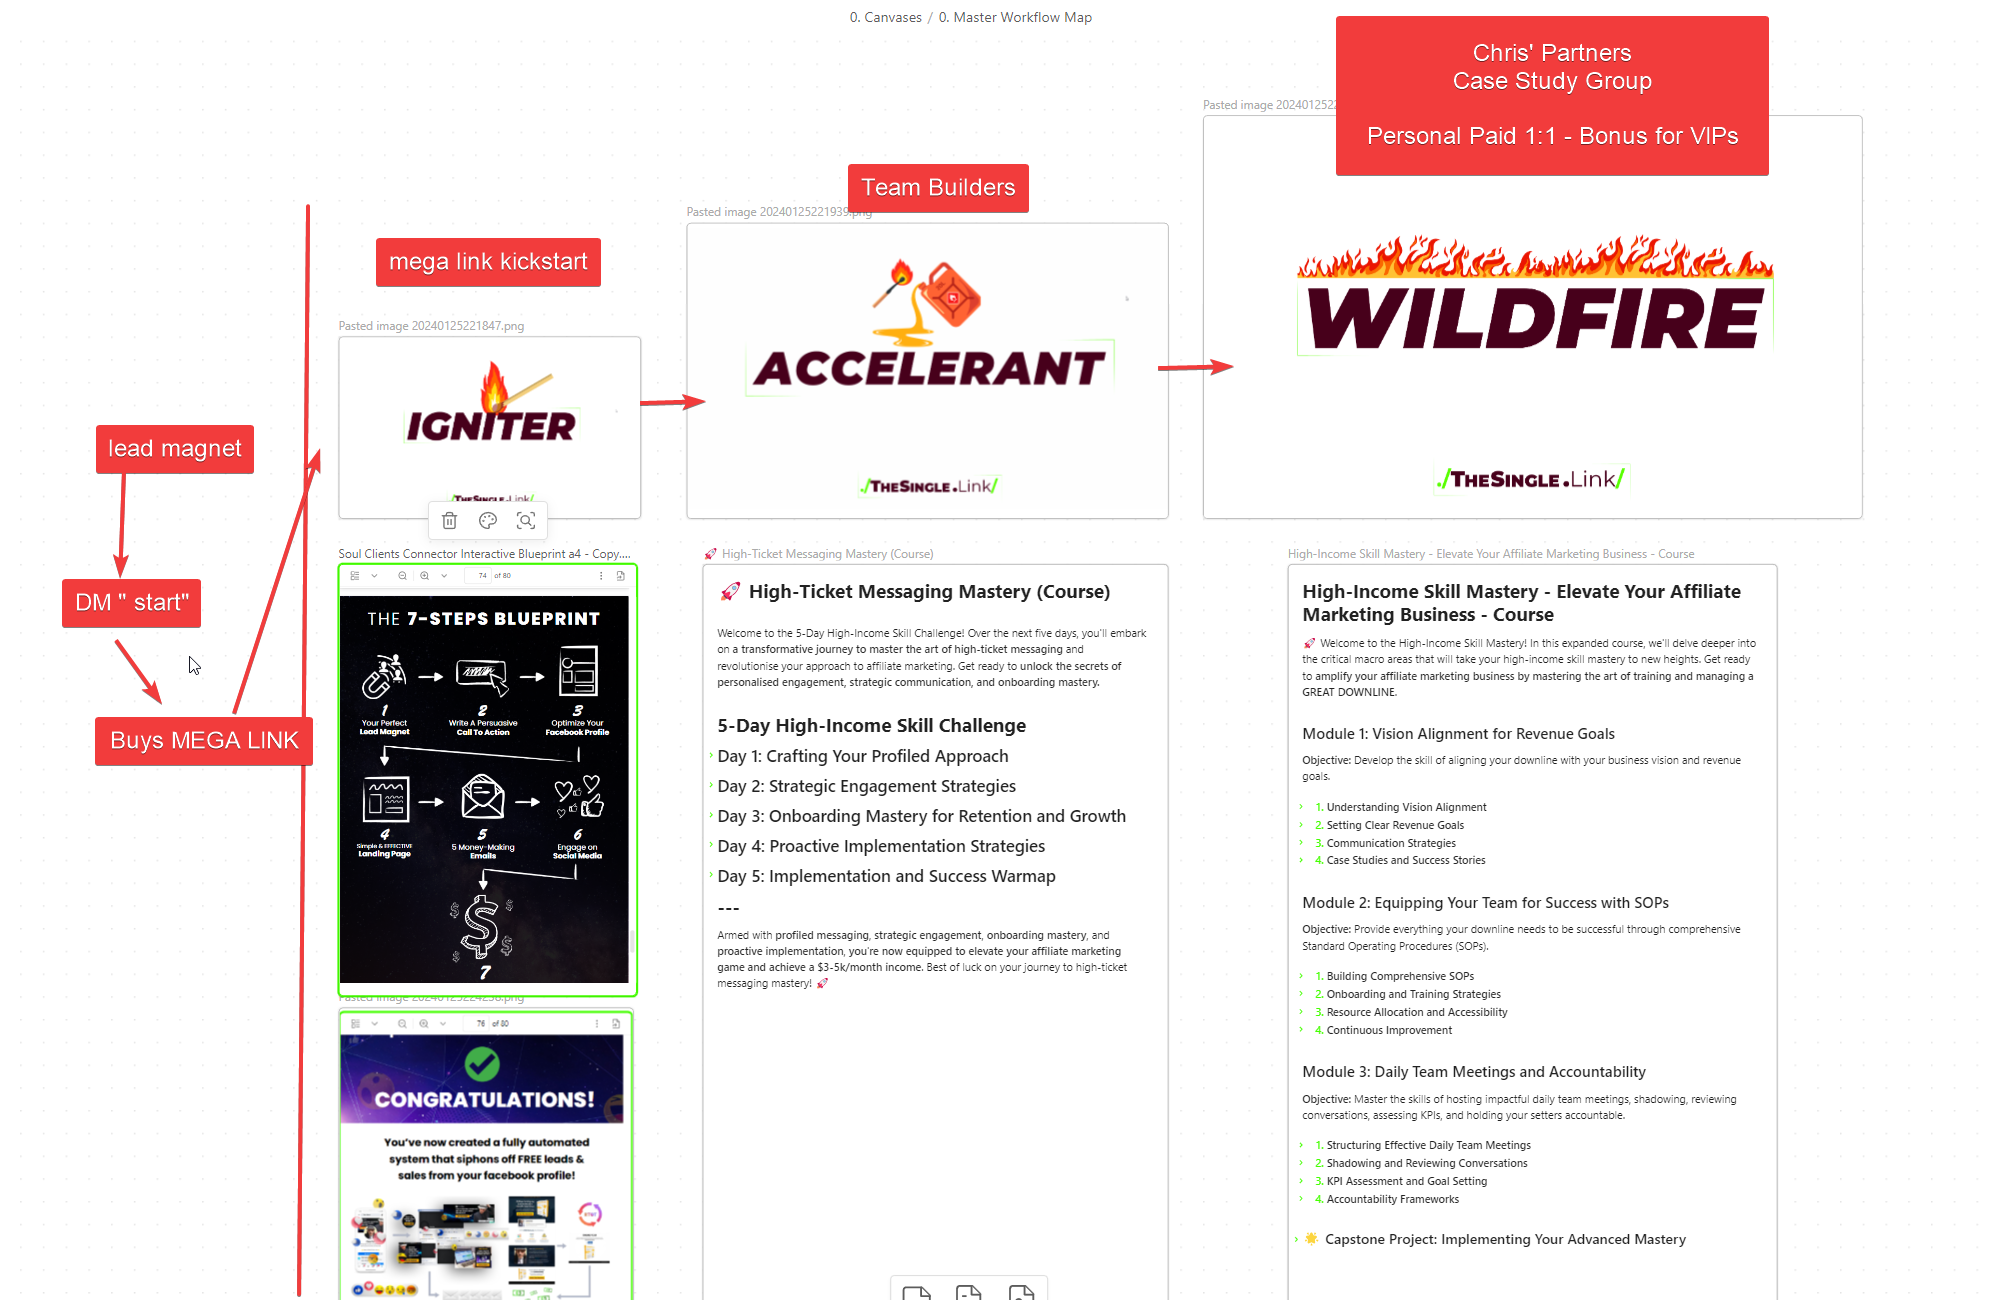 0. Canvases / 0. Master Workflow Map
Chris' Partners
Case Study Group
Personal Paid 1:1 - Bonus for VIPs
Pasted image 2024012522
Team Builders
Pasted image 20240125221939.png
mega link kickstart
Pasted image 20240125221847.png
IGNITER
THESINGLE.Link/
ACCELERANT
./THESINGLE.Link/
WILDFIRE
./THESINGLE.Link/
lead magnet
DM " start"
Buys MEGA LINK
Soul Clients Connector Interactive Blueprint a4 - Copy....
74 of 80
THE 7-STEPS BLUEPRINT
1
Your Perfect
Lead Magnet
2
Write A Persuasive
Call To Action
3
Optimize Your
Facebook Profile
4
Simple & EFFECTIVE
Landing Page
5
5 Money-Making
Emails
6
Engage on
Social Media
7
Pasted image 20240125224238.png
76 of 80
CONGRATULATIONS!
You've now created a fully automated
system that siphons off FREE leads &
sales from your facebook profile!
🚀 High-Ticket Messaging Mastery (Course)
🚀 High-Ticket Messaging Mastery (Course)
Welcome to the 5-Day High-Income Skill Challenge! Over the next five days, you'll embark
on a transformative journey to master the art of high-ticket messaging and
revolutionise your approach to affiliate marketing. Get ready to unlock the secrets of
personalised engagement, strategic communication, and onboarding mastery.
5-Day High-Income Skill Challenge
Day 1: Crafting Your Profiled Approach
Day 2: Strategic Engagement Strategies
Day 3: Onboarding Mastery for Retention and Growth
Day 4: Proactive Implementation Strategies
Day 5: Implementation and Success Warmap
---
Armed with profiled messaging, strategic engagement, onboarding mastery, and
proactive implementation, you're now equipped to elevate your affiliate marketing
game and achieve a $3-5k/month income. Best of luck on your journey to high-ticket
messaging mastery! 🚀
High-Income Skill Mastery - Elevate Your Affiliate Marketing Business - Course
High-Income Skill Mastery - Elevate Your Affiliate
Marketing Business - Course
🚀 Welcome to the High-Income Skill Mastery! In this expanded course, we'll delve deeper into
the critical macro areas that will take your high-income skill mastery to new heights. Get ready
to amplify your affiliate marketing business by mastering the art of training and managing a
GREAT DOWNLINE.
Module 1: Vision Alignment for Revenue Goals
Objective: Develop the skill of aligning your downline with your business vision and revenue
goals.
1. Understanding Vision Alignment
2. Setting Clear Revenue Goals
3. Communication Strategies
4. Case Studies and Success Stories
Module 2: Equipping Your Team for Success with SOPs
Objective: Provide everything your downline needs to be successful through comprehensive
Standard Operating Procedures (SOPs).
1. Building Comprehensive SOPs
2. Onboarding and Training Strategies
3. Resource Allocation and Accessibility
4. Continuous Improvement
Module 3: Daily Team Meetings and Accountability
Objective: Master the skills of hosting impactful daily team meetings, shadowing, reviewing
conversations, assessing KPIs, and holding your setters accountable.
1. Structuring Effective Daily Team Meetings
2. Shadowing and Reviewing Conversations
3. KPI Assessment and Goal Setting
4. Accountability Frameworks
🌟 Capstone Project: Implementing Your Advanced Mastery